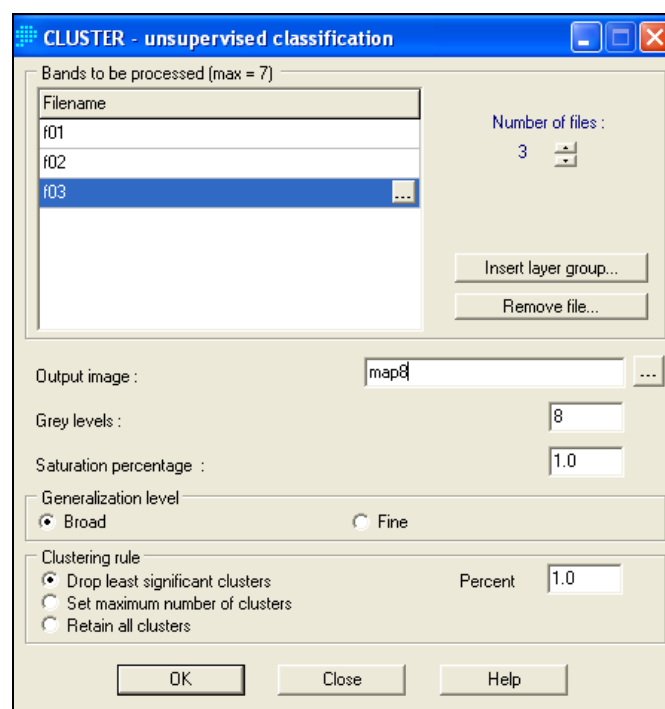 CLUSTER - unsupervised classification
Bands to be processed (max = 7)
Filename
f01
f02
f03
...
Number of files :
3
Insert layer group...
Remove file...
Output image :
map8
...
Grey levels :
8
Saturation percentage :
1.0
Generalization level
Broad
Fine
Clustering rule
Drop least significant clusters
Percent
1.0
Set maximum number of clusters
Retain all clusters
OK
Close
Help